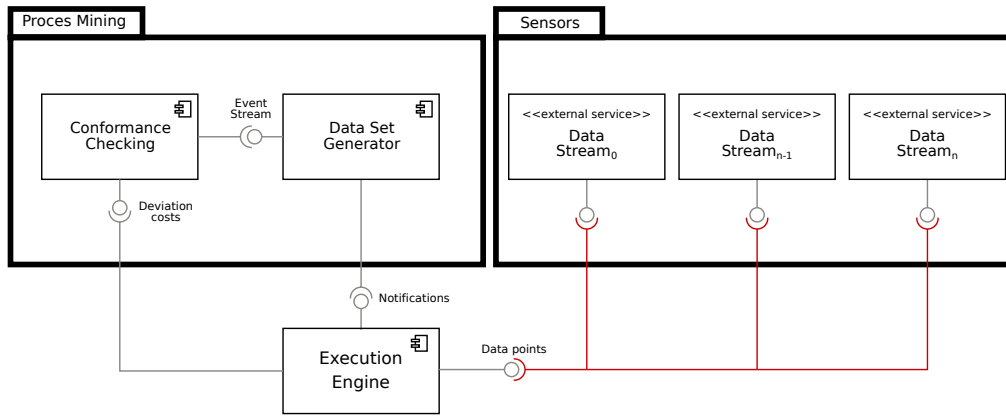 Proces Mining
Sensors
Conformance
Checking
Event
Stream
Data Set
Generator
<<external service>>
Data
Stream0
<<external service>>
Data
Streamn-1
<<external service>>
Data
Streamn
Deviation
costs
Notifications
Execution
Engine
Data points